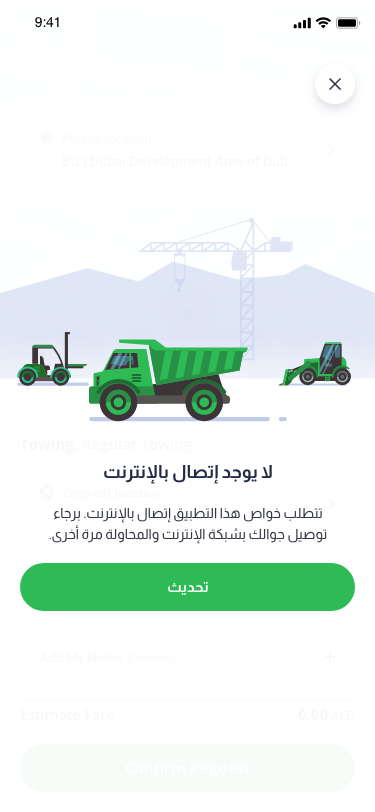 9:41
Pickup location
Burj Dubai Development Area of Dub...
Towing, Regular Towing
لا يوجد إتصال بالإنترنت
Drop off location
تتطلب خواص هذا التطبيق إتصال بالإنترنت. برجاء
توصيل جوالك بشبكة الإنترنت والمحاولة مرة أخرى.
تحديث
Add My Notes (Optional)
Estimate Fare
0.00 AED
Confirm Request